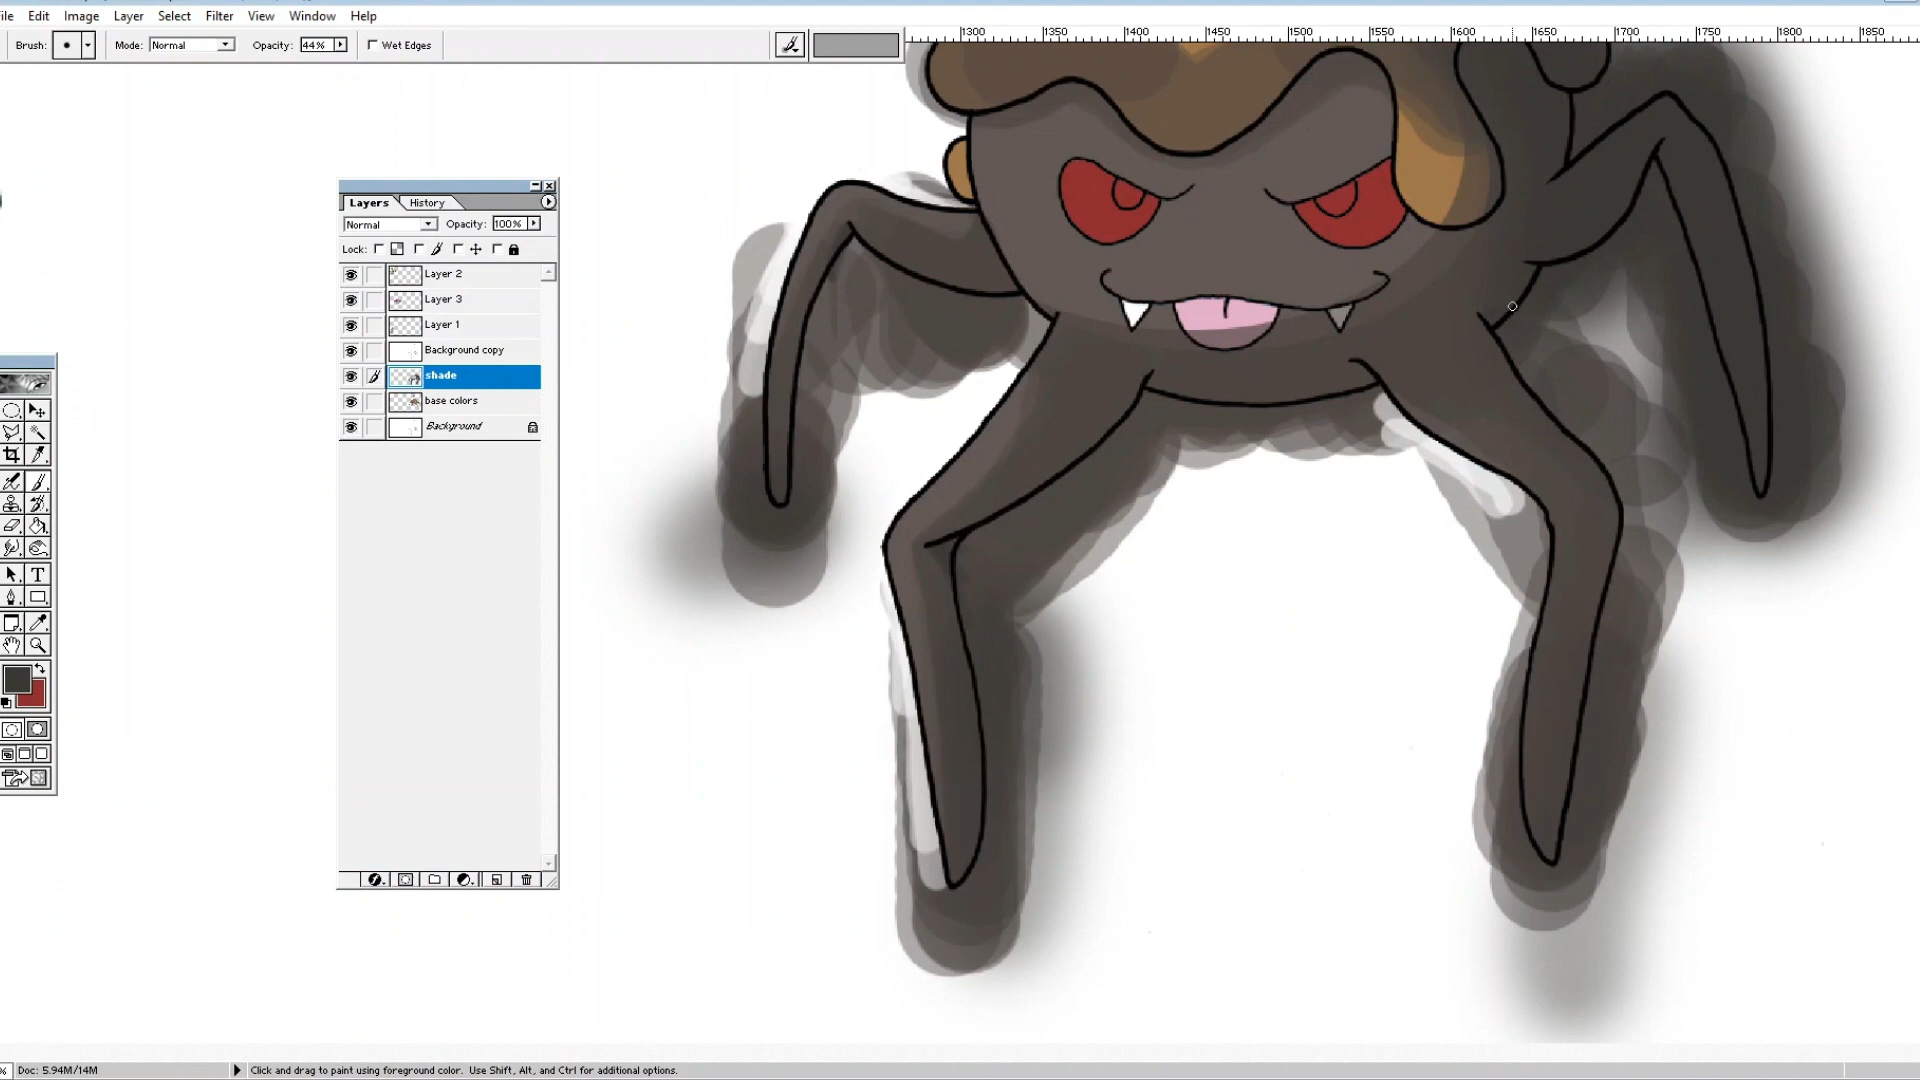 ile Edit Image Layer Select Filter View Window Help
Brush: Mode: Normal Opacity: 44% Wet Edges
1300 1350 1400 1450 1500 1550 1600 1650 1700 1750 1800 1850
Layers History
Normal Opacity: 100%
Lock:
Layer 2
Layer 3
Layer 1
Background copy
shade
base colors
Background
T
% Doc: 5.94M/14M Click and drag to paint using foreground color. Use Shift, Alt, and Ctrl for additional options.